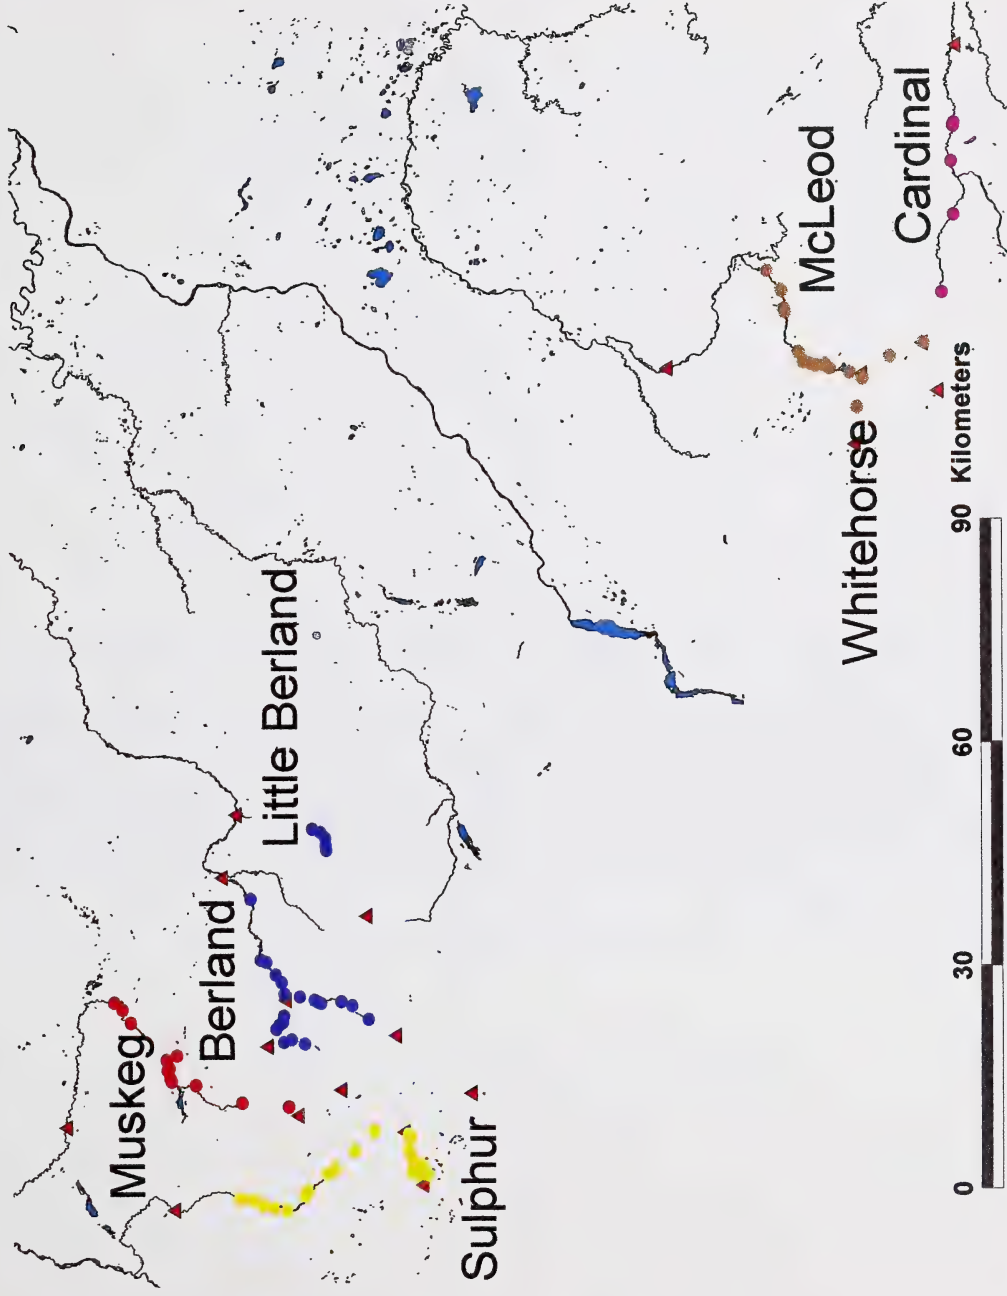 Muskeg
Berland
Little Berland
Sulphur
McLeod
Cardinal
Whitehorse
0 30 60 90 Kilometers